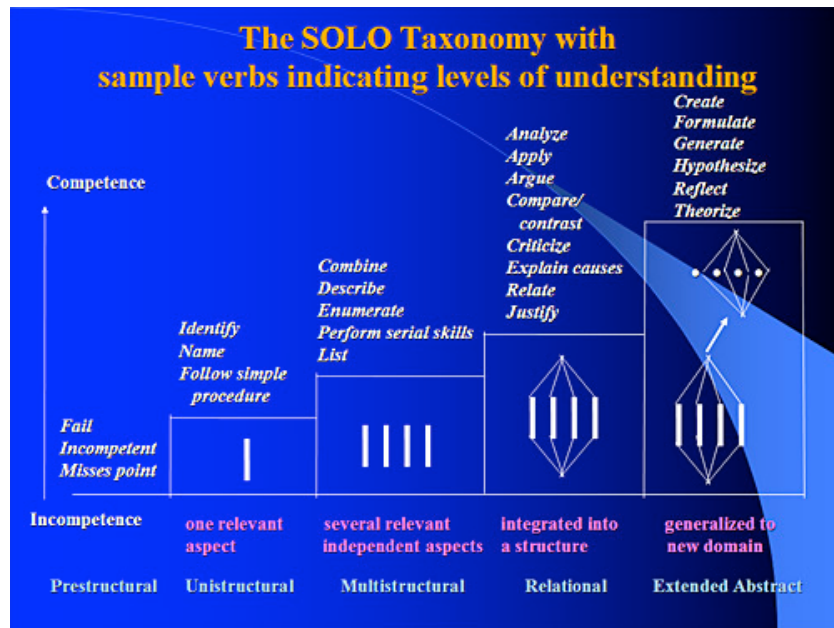 The SOLO Taxonomy with
sample verbs indicating levels of understanding
Competence
Fail
Incompetent
Misses point
Identify
Name
Follow simple
procedure
Combine
Describe
Enumerate
Perform serial skills
List
Analyze
Apply
Argue
Compare/
contrast
Criticize
Explain causes
Relate
Justify
Create
Formulate
Generate
Hypothesize
Reflect
Theorize
Incompetence
one relevant
aspect
several relevant
independent aspects
integrated into
a structure
generalized to
new domain
Prestructural
Unistructural
Multistructural
Relational
Extended Abstract